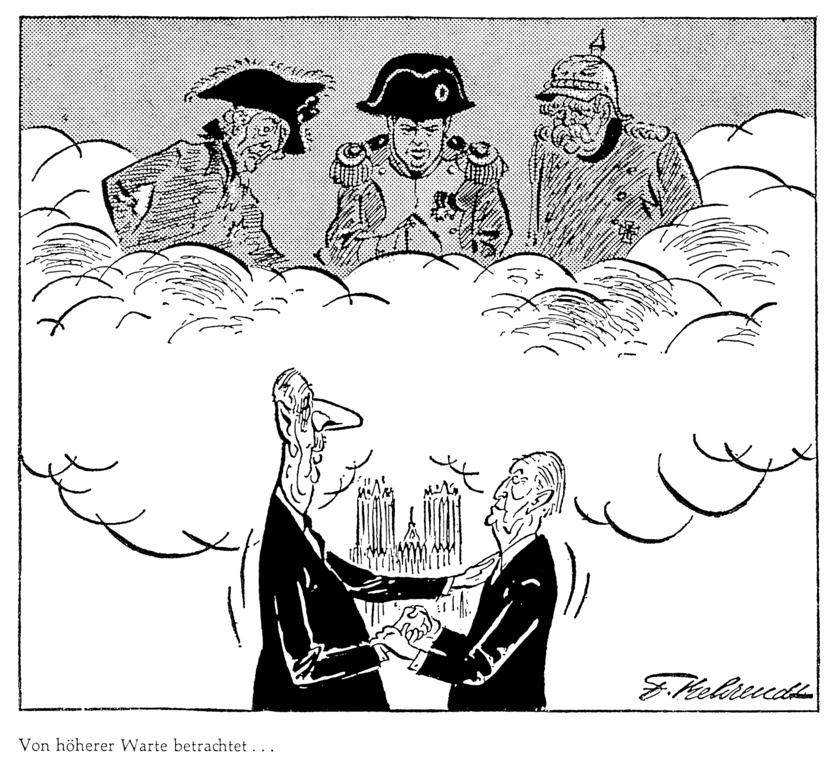 F. Behrendt
Von höherer Warte betrachtet . . .